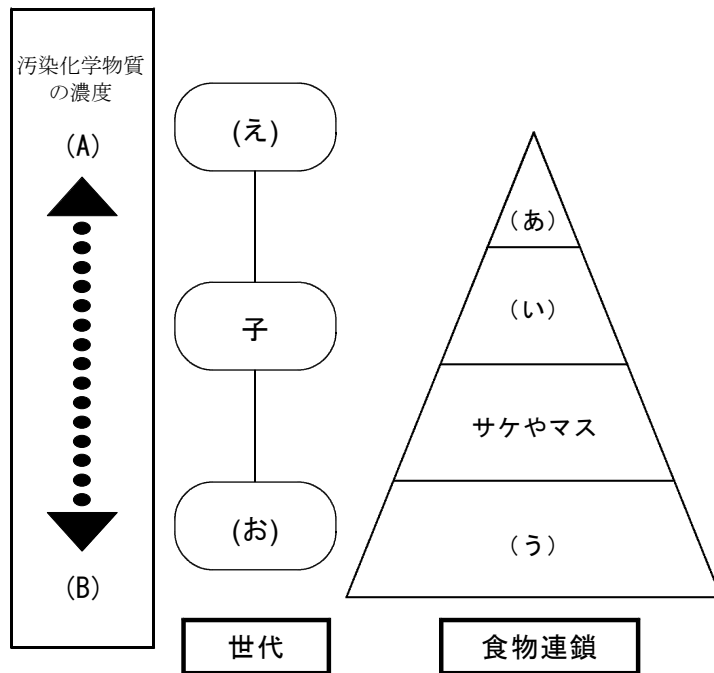 汚染化学物質
の濃度
(A)
(B)
(え)
子
(お)
世代
(あ)
(い)
サケやマス
(う)
食物連鎖